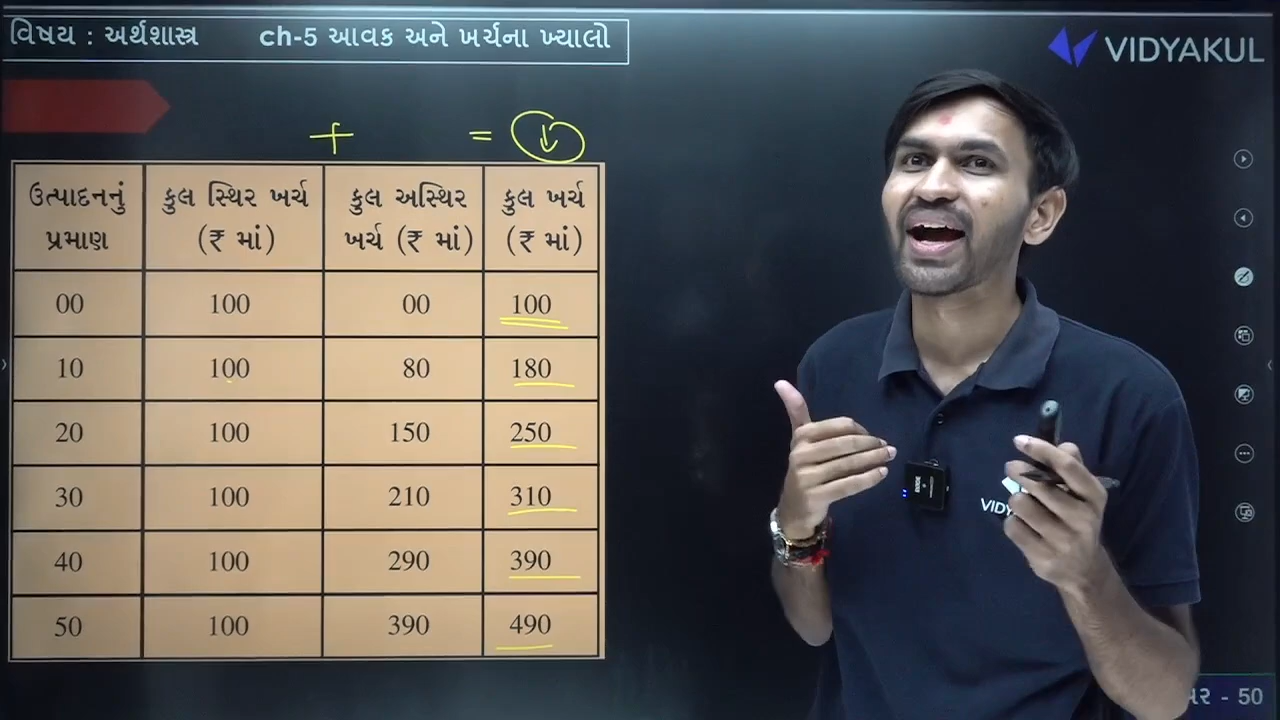 વિષય : અર્થશાસ્ત્ર ch-5 આવક અને ખર્ચના ખ્યાલો
VIDYAKUL
+ = ↓
ઉત્પાદનનું પ્રમાણ કુલ સ્થિર ખર્ચ (₹ માં) કુલ અસ્થિર ખર્ચ (₹ માં) કુલ ખર્ચ (₹ માં)
00 100 00 100
10 100 80 180
20 100 150 250
30 100 210 310
40 100 290 390
50 100 390 490
RODE
VIDY
- 50